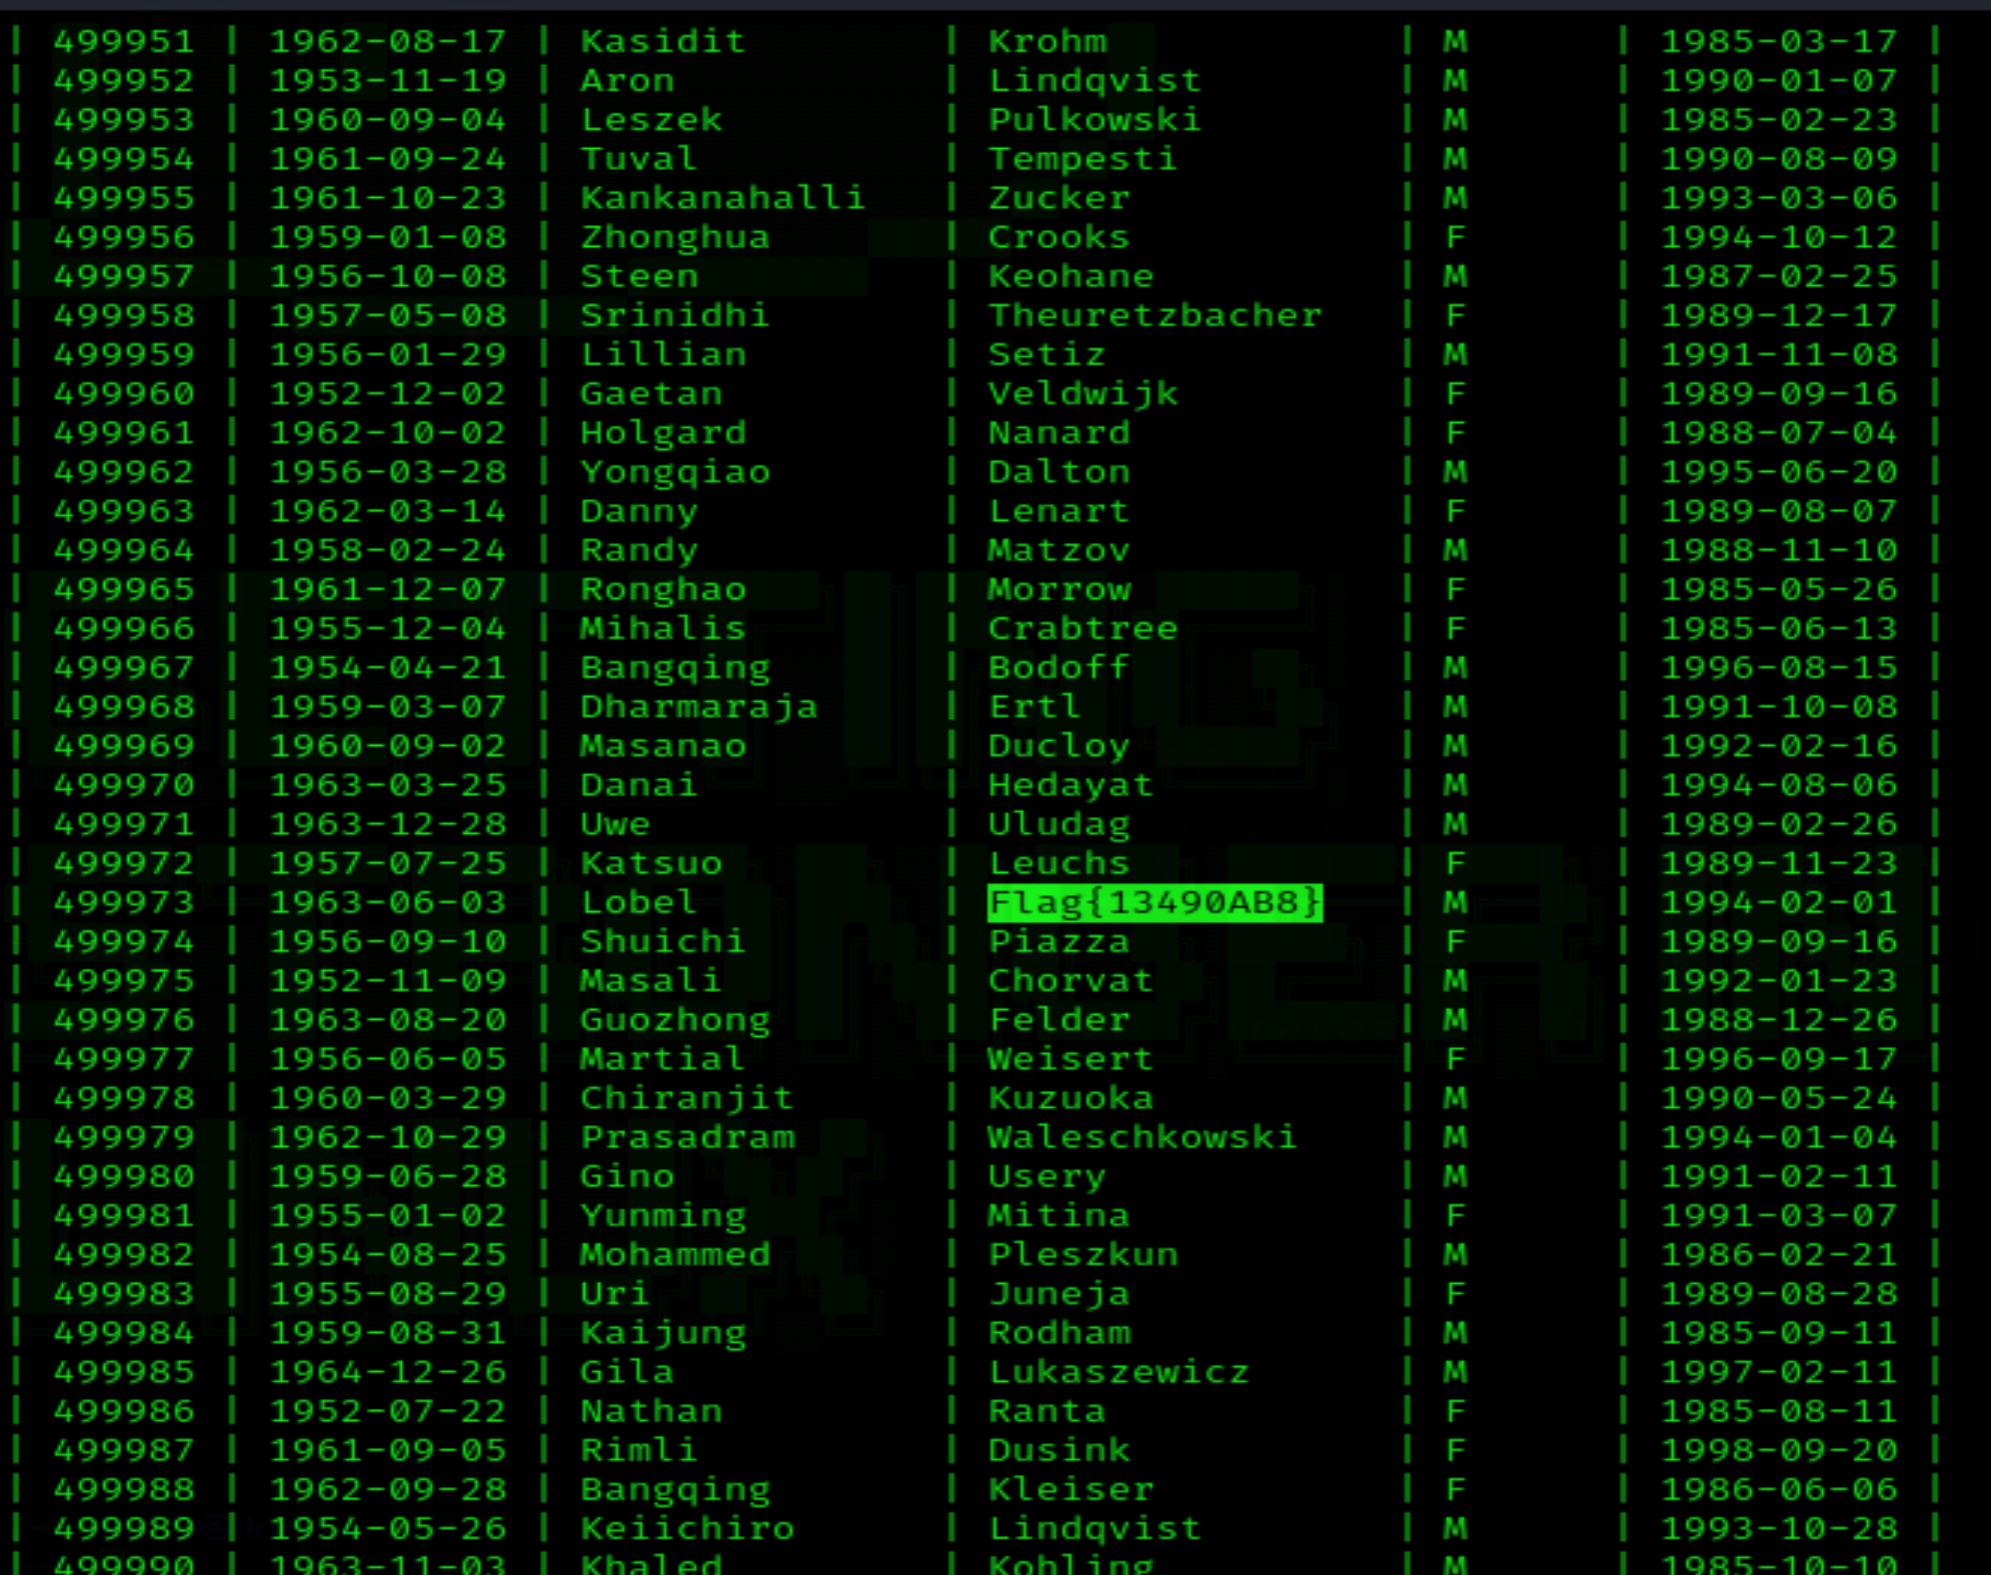 | 499951 | 1962-08-17 | Kasidit | Krohm | M | 1985-03-17 |
| 499952 | 1953-11-19 | Aron | Lindqvist | M | 1990-01-07 |
| 499953 | 1960-09-04 | Leszek | Pulkowski | M | 1985-02-23 |
| 499954 | 1961-09-24 | Tuval | Tempesti | M | 1990-08-09 |
| 499955 | 1961-10-23 | Kankanahalli | Zucker | M | 1993-03-06 |
| 499956 | 1959-01-08 | Zhonghua | Crooks | F | 1994-10-12 |
| 499957 | 1956-10-08 | Steen | Keohane | M | 1987-02-25 |
| 499958 | 1957-05-08 | Srinidhi | Theuretzbacher | F | 1989-12-17 |
| 499959 | 1956-01-29 | Lillian | Setiz | M | 1991-11-08 |
| 499960 | 1952-12-02 | Gaetan | Veldwijk | F | 1989-09-16 |
| 499961 | 1962-10-02 | Holgard | Nanard | F | 1988-07-04 |
| 499962 | 1956-03-28 | Yongqiao | Dalton | M | 1995-06-20 |
| 499963 | 1962-03-14 | Danny | Lenart | F | 1989-08-07 |
| 499964 | 1958-02-24 | Randy | Matzov | M | 1988-11-10 |
| 499965 | 1961-12-07 | Ronghao | Morrow | F | 1985-05-26 |
| 499966 | 1955-12-04 | Mihalis | Crabtree | F | 1985-06-13 |
| 499967 | 1954-04-21 | Bangqing | Bodoff | M | 1996-08-15 |
| 499968 | 1959-03-07 | Dharmaraja | Ertl | M | 1991-10-08 |
| 499969 | 1960-09-02 | Masanao | Ducloy | M | 1992-02-16 |
| 499970 | 1963-03-25 | Danai | Hedayat | M | 1994-08-06 |
| 499971 | 1963-12-28 | Uwe | Uludag | M | 1989-02-26 |
| 499972 | 1957-07-25 | Katsuo | Leuchs | F | 1989-11-23 |
| 499973 | 1963-06-03 | Lobel | Flag{13490AB8} | M | 1994-02-01 |
| 499974 | 1956-09-10 | Shuichi | Piazza | F | 1989-09-16 |
| 499975 | 1952-11-09 | Masali | Chorvat | M | 1992-01-23 |
| 499976 | 1963-08-20 | Guozhong | Felder | M | 1988-12-26 |
| 499977 | 1956-06-05 | Martial | Weisert | F | 1996-09-17 |
| 499978 | 1960-03-29 | Chiranjit | Kuzuoka | M | 1990-05-24 |
| 499979 | 1962-10-29 | Prasadram | Waleschkowski | M | 1994-01-04 |
| 499980 | 1959-06-28 | Gino | Usery | M | 1991-02-11 |
| 499981 | 1955-01-02 | Yunming | Mitina | F | 1991-03-07 |
| 499982 | 1954-08-25 | Mohammed | Pleszkun | M | 1986-02-21 |
| 499983 | 1955-08-29 | Uri | Juneja | F | 1989-08-28 |
| 499984 | 1959-08-31 | Kaijung | Rodham | M | 1985-09-11 |
| 499985 | 1964-12-26 | Gila | Lukaszewicz | M | 1997-02-11 |
| 499986 | 1952-07-22 | Nathan | Ranta | F | 1985-08-11 |
| 499987 | 1961-09-05 | Rimli | Dusink | F | 1998-09-20 |
| 499988 | 1962-09-28 | Bangqing | Kleiser | F | 1986-06-06 |
| 499989 | 1954-05-26 | Keiichiro | Lindqvist | M | 1993-10-28 |
| 499990 | 1963-11-03 | Khaled | Kohling | M | 1985-10-10 |